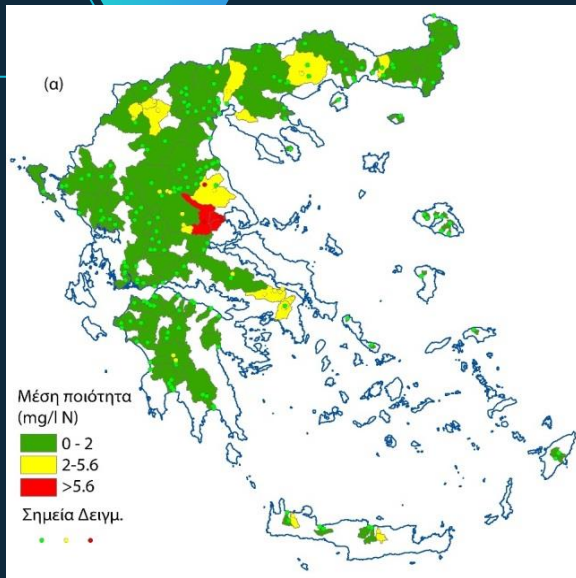 (α)
Μέση ποιότητα
(mg/l N)
0 - 2
2-5.6
>5.6
Σημεία Δειγμ.